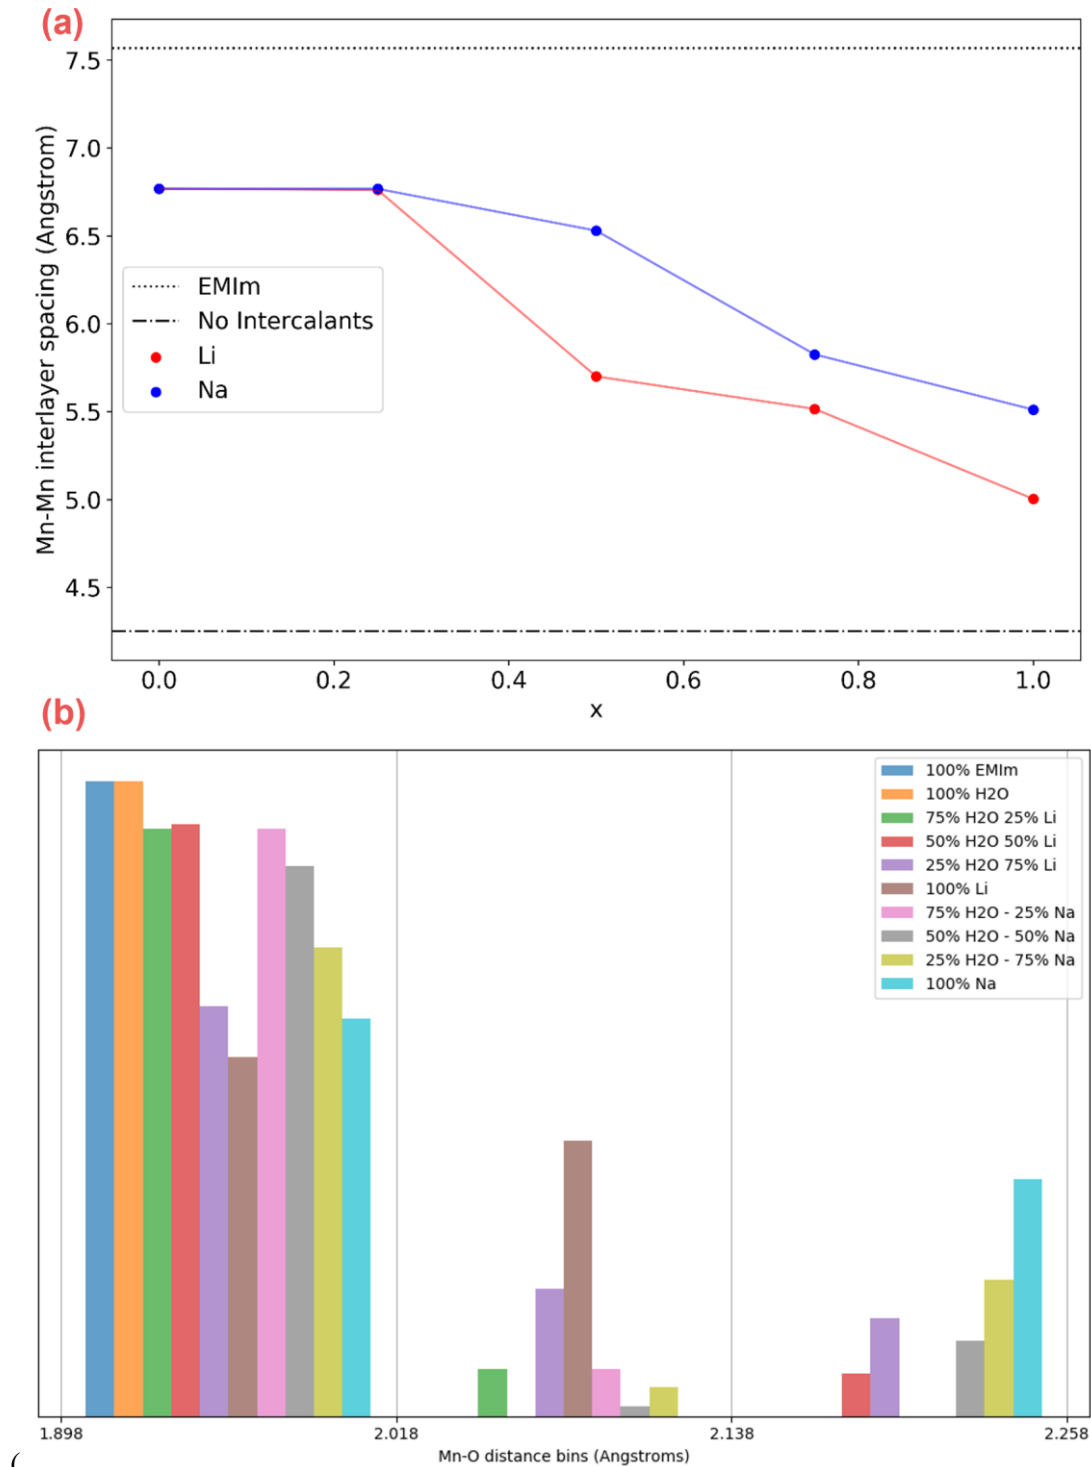 (a)
Mn-Mn interlayer spacing (Angstrom)
7.5
7.0
6.5
6.0
5.5
5.0
4.5
EMIm
No Intercalants
Li
Na
0.0 0.2 0.4 0.6 0.8 1.0
x
(b)
100% EMIm
100% H2O
75% H2O 25% Li
50% H2O 50% Li
25% H2O 75% Li
100% Li
75% H2O - 25% Na
50% H2O - 50% Na
25% H2O - 75% Na
100% Na
1.898 2.018 2.138 2.258
Mn-O distance bins (Angstroms)
(